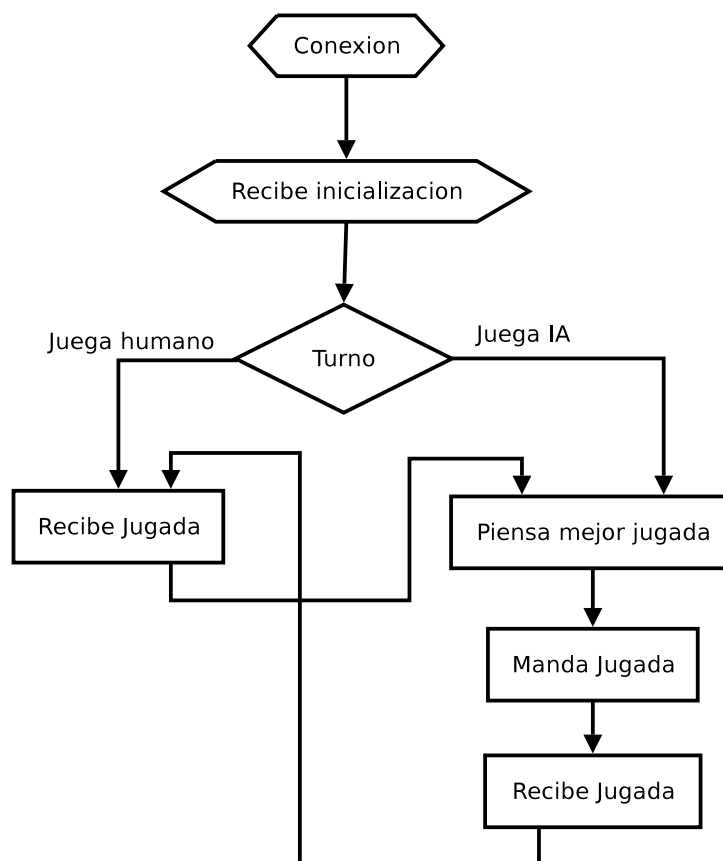 Conexion
Recibe inicializacion
Juega humano
Turno
Juega IA
Recibe Jugada
Piensa mejor jugada
Manda Jugada
Recibe Jugada